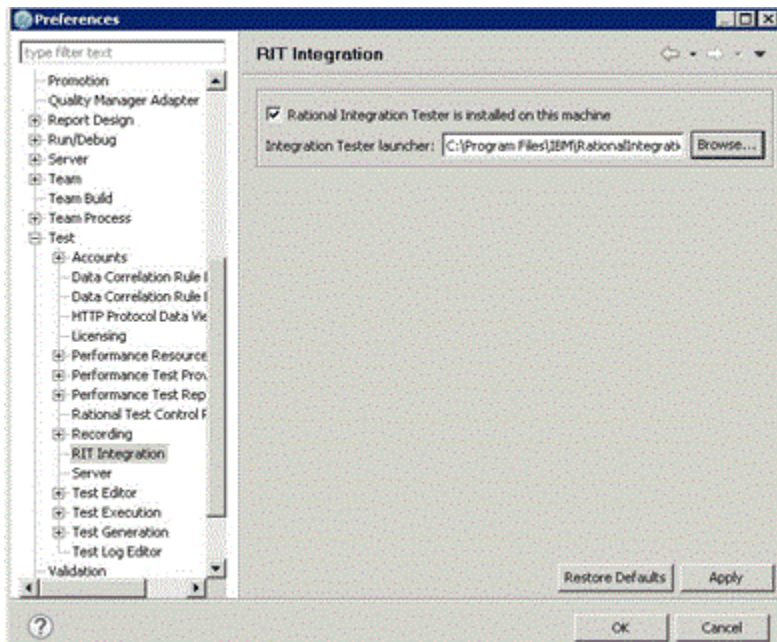 Preferences
type filter text
RIT Integration
Promotion
Quality Manager Adapter
Report Design
Run/Debug
Server
Team
Team Build
Team Process
Test
Accounts
Data Correlation Rule
Data Correlation Rule
HTTP Protocol Data Vie
Licensing
Performance Resource
Performance Test Prov
Performance Test Rep
Rational Test Control P
Recording
RIT Integration
Server
Test Editor
Test Execution
Test Generation
Test Log Editor
Validation
Rational Integration Tester is installed on this machine
Integration Tester launcher: C:\Program Files\IBM\RationalIntegrati Browse...
Restore Defaults Apply
? OK Cancel